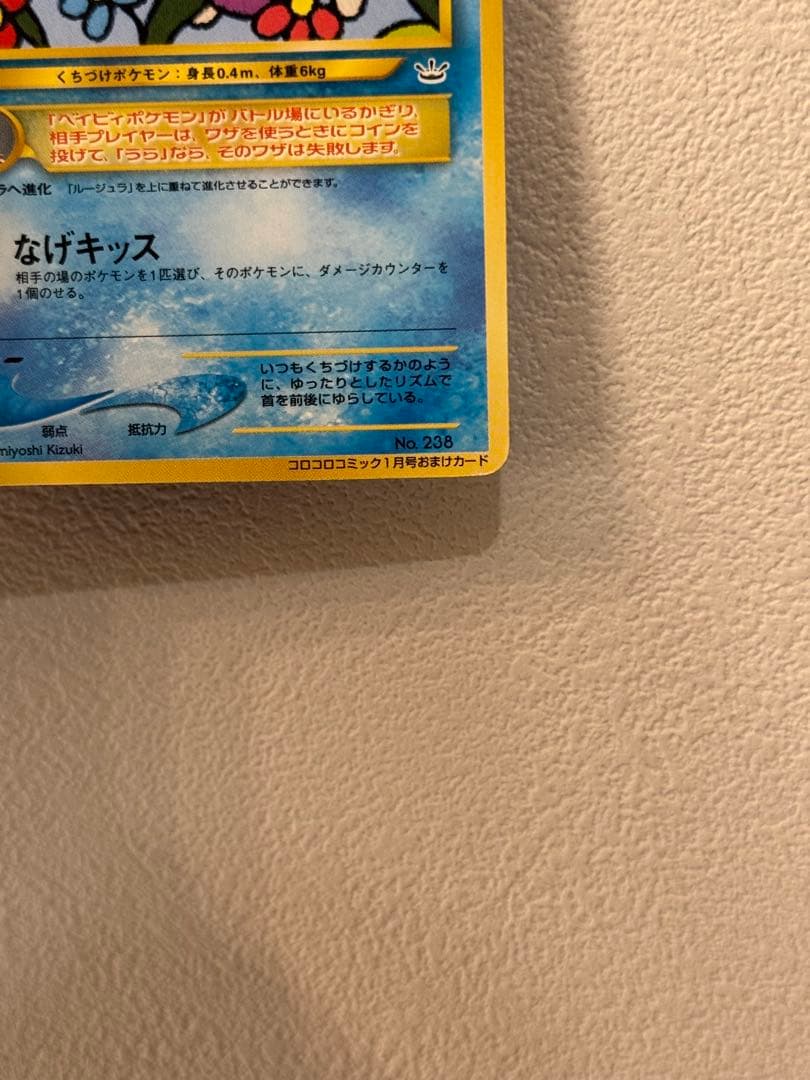 くちづけポケモン：身長0.4m、体重6kg
「ベイビィポケモン」がバトル場にいるかぎり、
相手プレイヤーは、ワザを使うときにコインを
投げて、「うら」なら、そのワザは失敗します。
ラへ進化 「ルージュラ」を上に重ねて進化させることができます。
なげキッス
相手の場のポケモンを1匹選び、そのポケモンに、ダメージカウンターを
1個のせる。
いつもくちづけするかのよう
に、ゆったりとしたリズムで
首を前後にゆらしている。
弱点 抵抗力
miyoshi Kizuki
No. 238
コロコロコミック1月号おまけカード